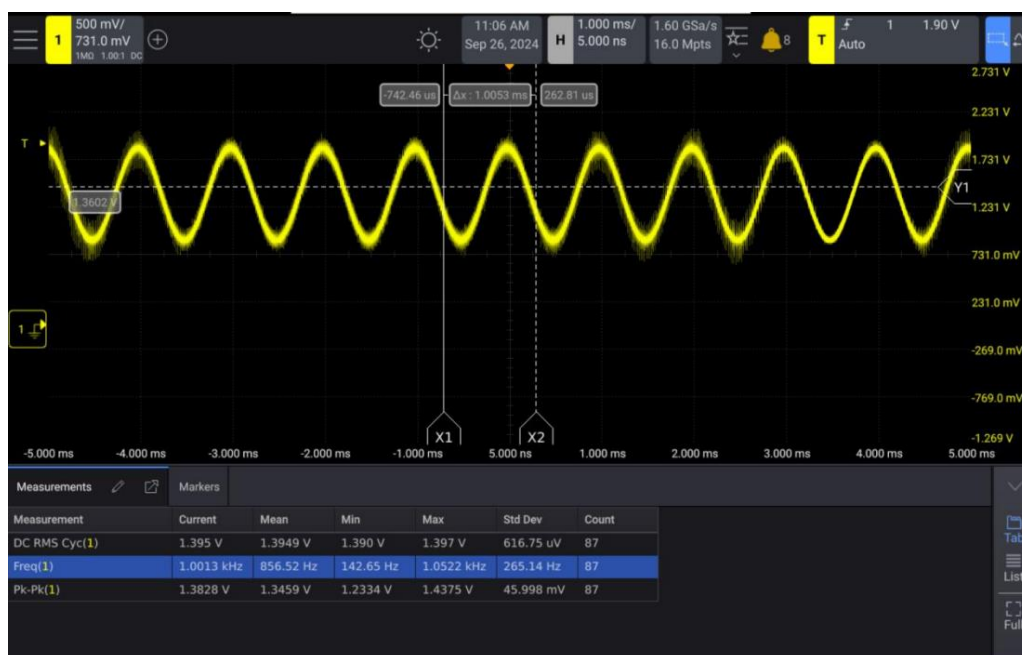 1 500 mV/ 731.0 mV 1MΩ 1.00:1 DC
11:06 AM Sep 26, 2024
H 1.000 ms/ 5.000 ns
1.60 GSa/s 16.0 Mpts
8
T Auto 1 1.90 V
2.731 V
-742.46 us Δx : 1.0053 ms 262.81 us
2.231 V
T
1.731 V
Y1
1.3602 V
1.231 V
731.0 mV
231.0 mV
1
-269.0 mV
-769.0 mV
X1 X2
-1.269 V
-5.000 ms -4.000 ms -3.000 ms -2.000 ms -1.000 ms 5.000 ns 1.000 ms 2.000 ms 3.000 ms 4.000 ms 5.000 ms
Measurements Markers
Measurement Current Mean Min Max Std Dev Count
DC RMS Cyc(1) 1.395 V 1.3949 V 1.390 V 1.397 V 616.75 uV 87
Freq(1) 1.0013 kHz 856.52 Hz 142.65 Hz 1.0522 kHz 265.14 Hz 87
Pk-Pk(1) 1.3828 V 1.3459 V 1.2334 V 1.4375 V 45.998 mV 87
Tab
List
Full